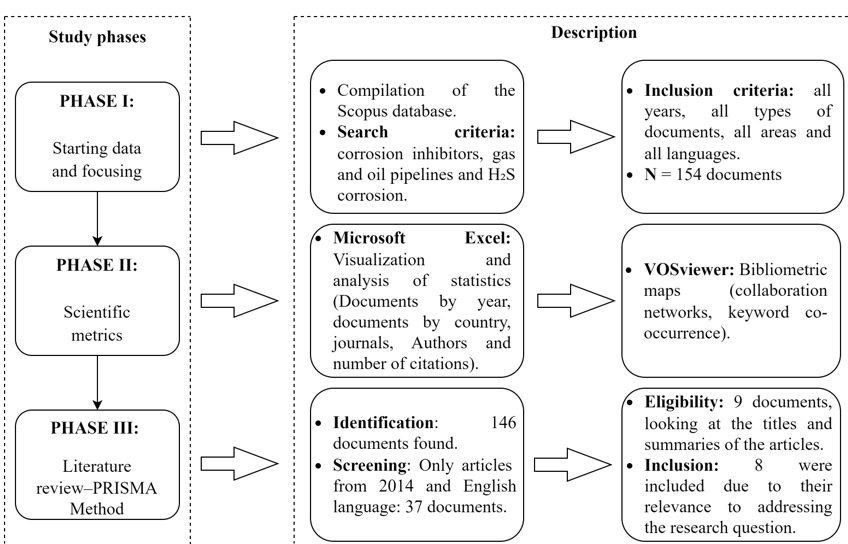 Study phases
Description
PHASE I:
Starting data
and focusing
• Compilation of the
Scopus database.
• Search criteria:
corrosion inhibitors, gas
and oil pipelines and H₂S
corrosion.
• Inclusion criteria: all
years, all types of
documents, all areas and
all languages.
• N = 154 documents
PHASE II:
Scientific
metrics
• Microsoft Excel:
Visualization and
analysis of statistics
(Documents by year,
documents by country,
journals, Authors and
number of citations).
• VOSviewer: Bibliometric
maps (collaboration
networks, keyword co-
occurrence).
PHASE III:
Literature
review–PRISMA
Method
• Identification: 146
documents found.
• Screening: Only articles
from 2014 and English
language: 37 documents.
• Eligibility: 9 documents,
looking at the titles and
summaries of the articles.
• Inclusion: 8 were
included due to their
relevance to addressing
the research question.